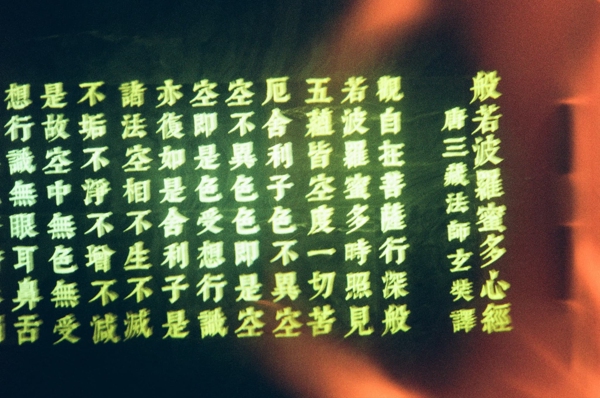 般若波羅蜜多心經
唐三藏法師玄奘譯
觀自在菩薩行深般
若波羅蜜多時照見
五蘊皆空度一切苦
厄舍利子色不異空
空不異色色即是空
空即是色受想行識
亦復如是舍利子是
諸法空相不生不滅
不垢不淨不增不減
是故空中無色無受
想行識無眼耳鼻舌